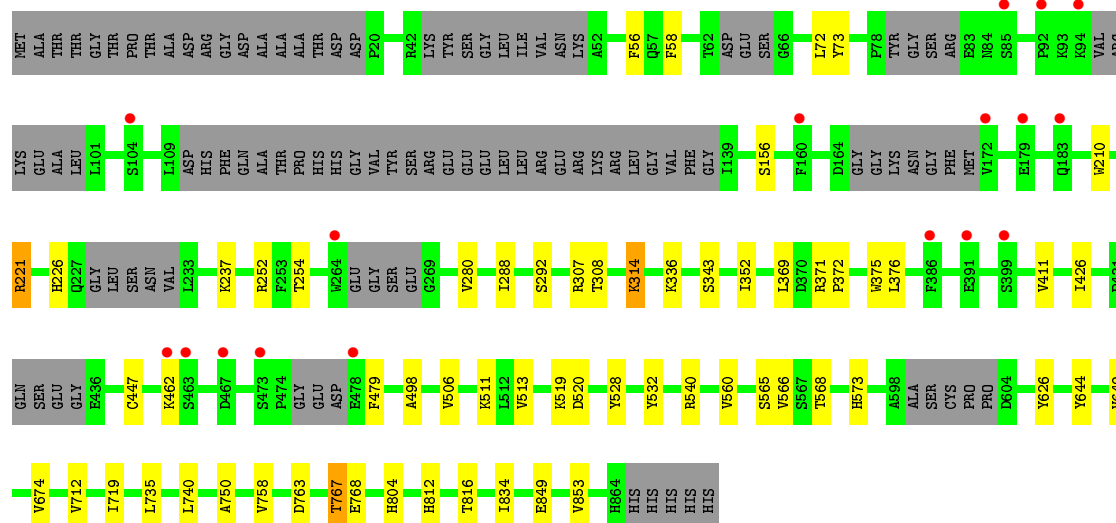 MET ALA THR THR GLY THR PRO THR ALA ASP ARG GLY ASP ALA ALA ALA THR ASP ASP P20 R42 LYS TYR SER GLY LEU ILE VAL ASN LYS A52 F56 Q57 F58 T62 ASP GLU SER G66 L72 Y73 P78 TYR GLY SER ARG E83 N84 S85 P92 K93 K94 VAL
LYS GLU ALA LEU L101 S104 L109 ASP HIS PHE GLN ALA THR PRO HIS HIS GLY VAL TYR SER ARG GLU GLU GLU LEU LEU ARG GLU ARG LYS ARG LEU GLY VAL PHE GLY I139 S156 F160 D164 GLY GLY LYS ASN GLY PHE MET V172 E179 Q183 W210
R221 H226 Q227 GLY LEU SER ASN VAL L233 K237 R252 F253 T254 W264 GLU GLY SER GLU G269 V280 I288 S292 R307 T308 K314 K336 S343 I352 L369 D370 R371 P372 W375 L376 F386 E391 S399 V411 I426
GLN SER GLU GLY E436 C447 K462 S463 D467 S473 P474 GLY GLU ASP E478 F479 A498 V506 K511 L512 V513 K519 D520 Y528 Y532 R540 V560 S565 V566 S567 T568 H573 A598 ALA SER CYS PRO PRO D604 Y626 Y644
V674 V712 I719 L735 L740 A750 V758 D763 T767 E768 H804 H812 T816 I834 E849 V853 H864 HIS HIS HIS HIS HIS